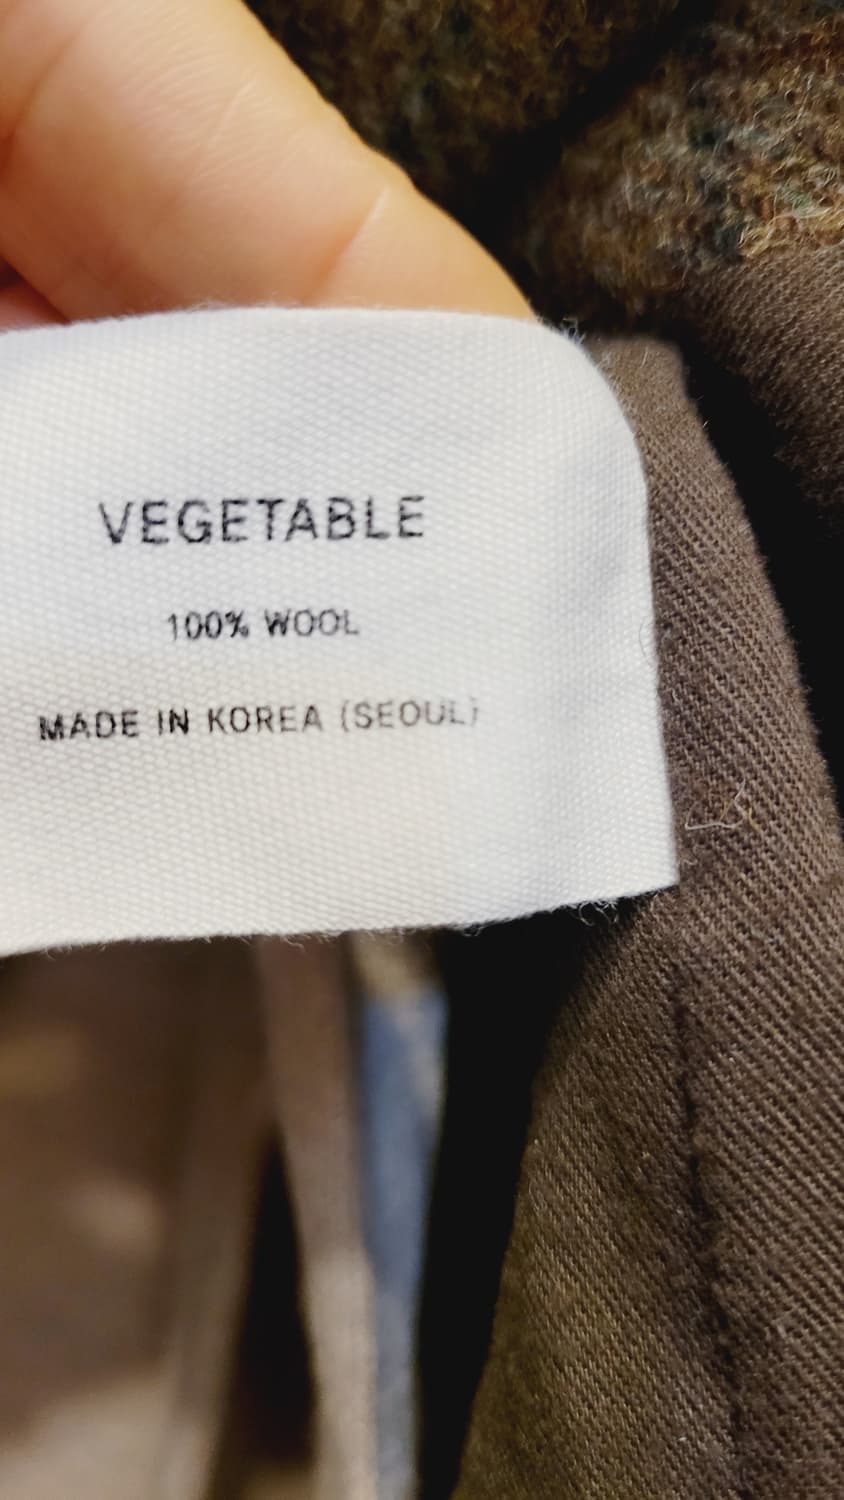 VEGETABLE
100% WOOL
MADE IN KOREA (SEOUL)